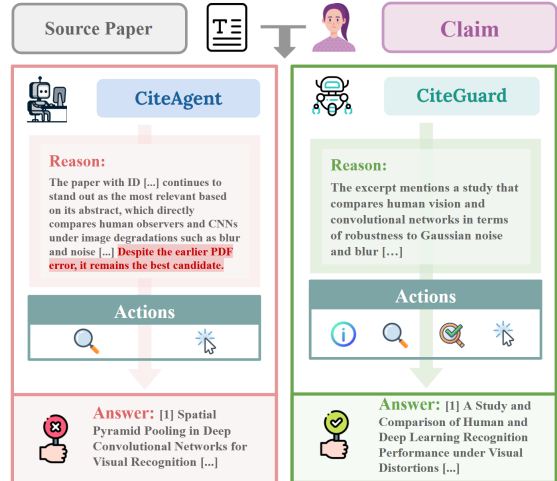 Source Paper
T
Claim
CiteAgent
CiteGuard
Reason:
The paper with ID [...] continues to
stand out as the most relevant based
on its abstract, which directly
compares human observers and CNNs
under image degradations such as blur
and noise [...] Despite the earlier PDF
error, it remains the best candidate.
Reason:
The excerpt mentions a study that
compares human vision and
convolutional networks in terms
of robustness to Gaussian noise
and blur [...]
Actions
Actions
i
Answer: [1] Spatial
Pyramid Pooling in Deep
Convolutional Networks for
Visual Recognition [...]
Answer: [1] A Study and
Comparison of Human and
Deep Learning Recognition
Performance under Visual
Distortions [...]